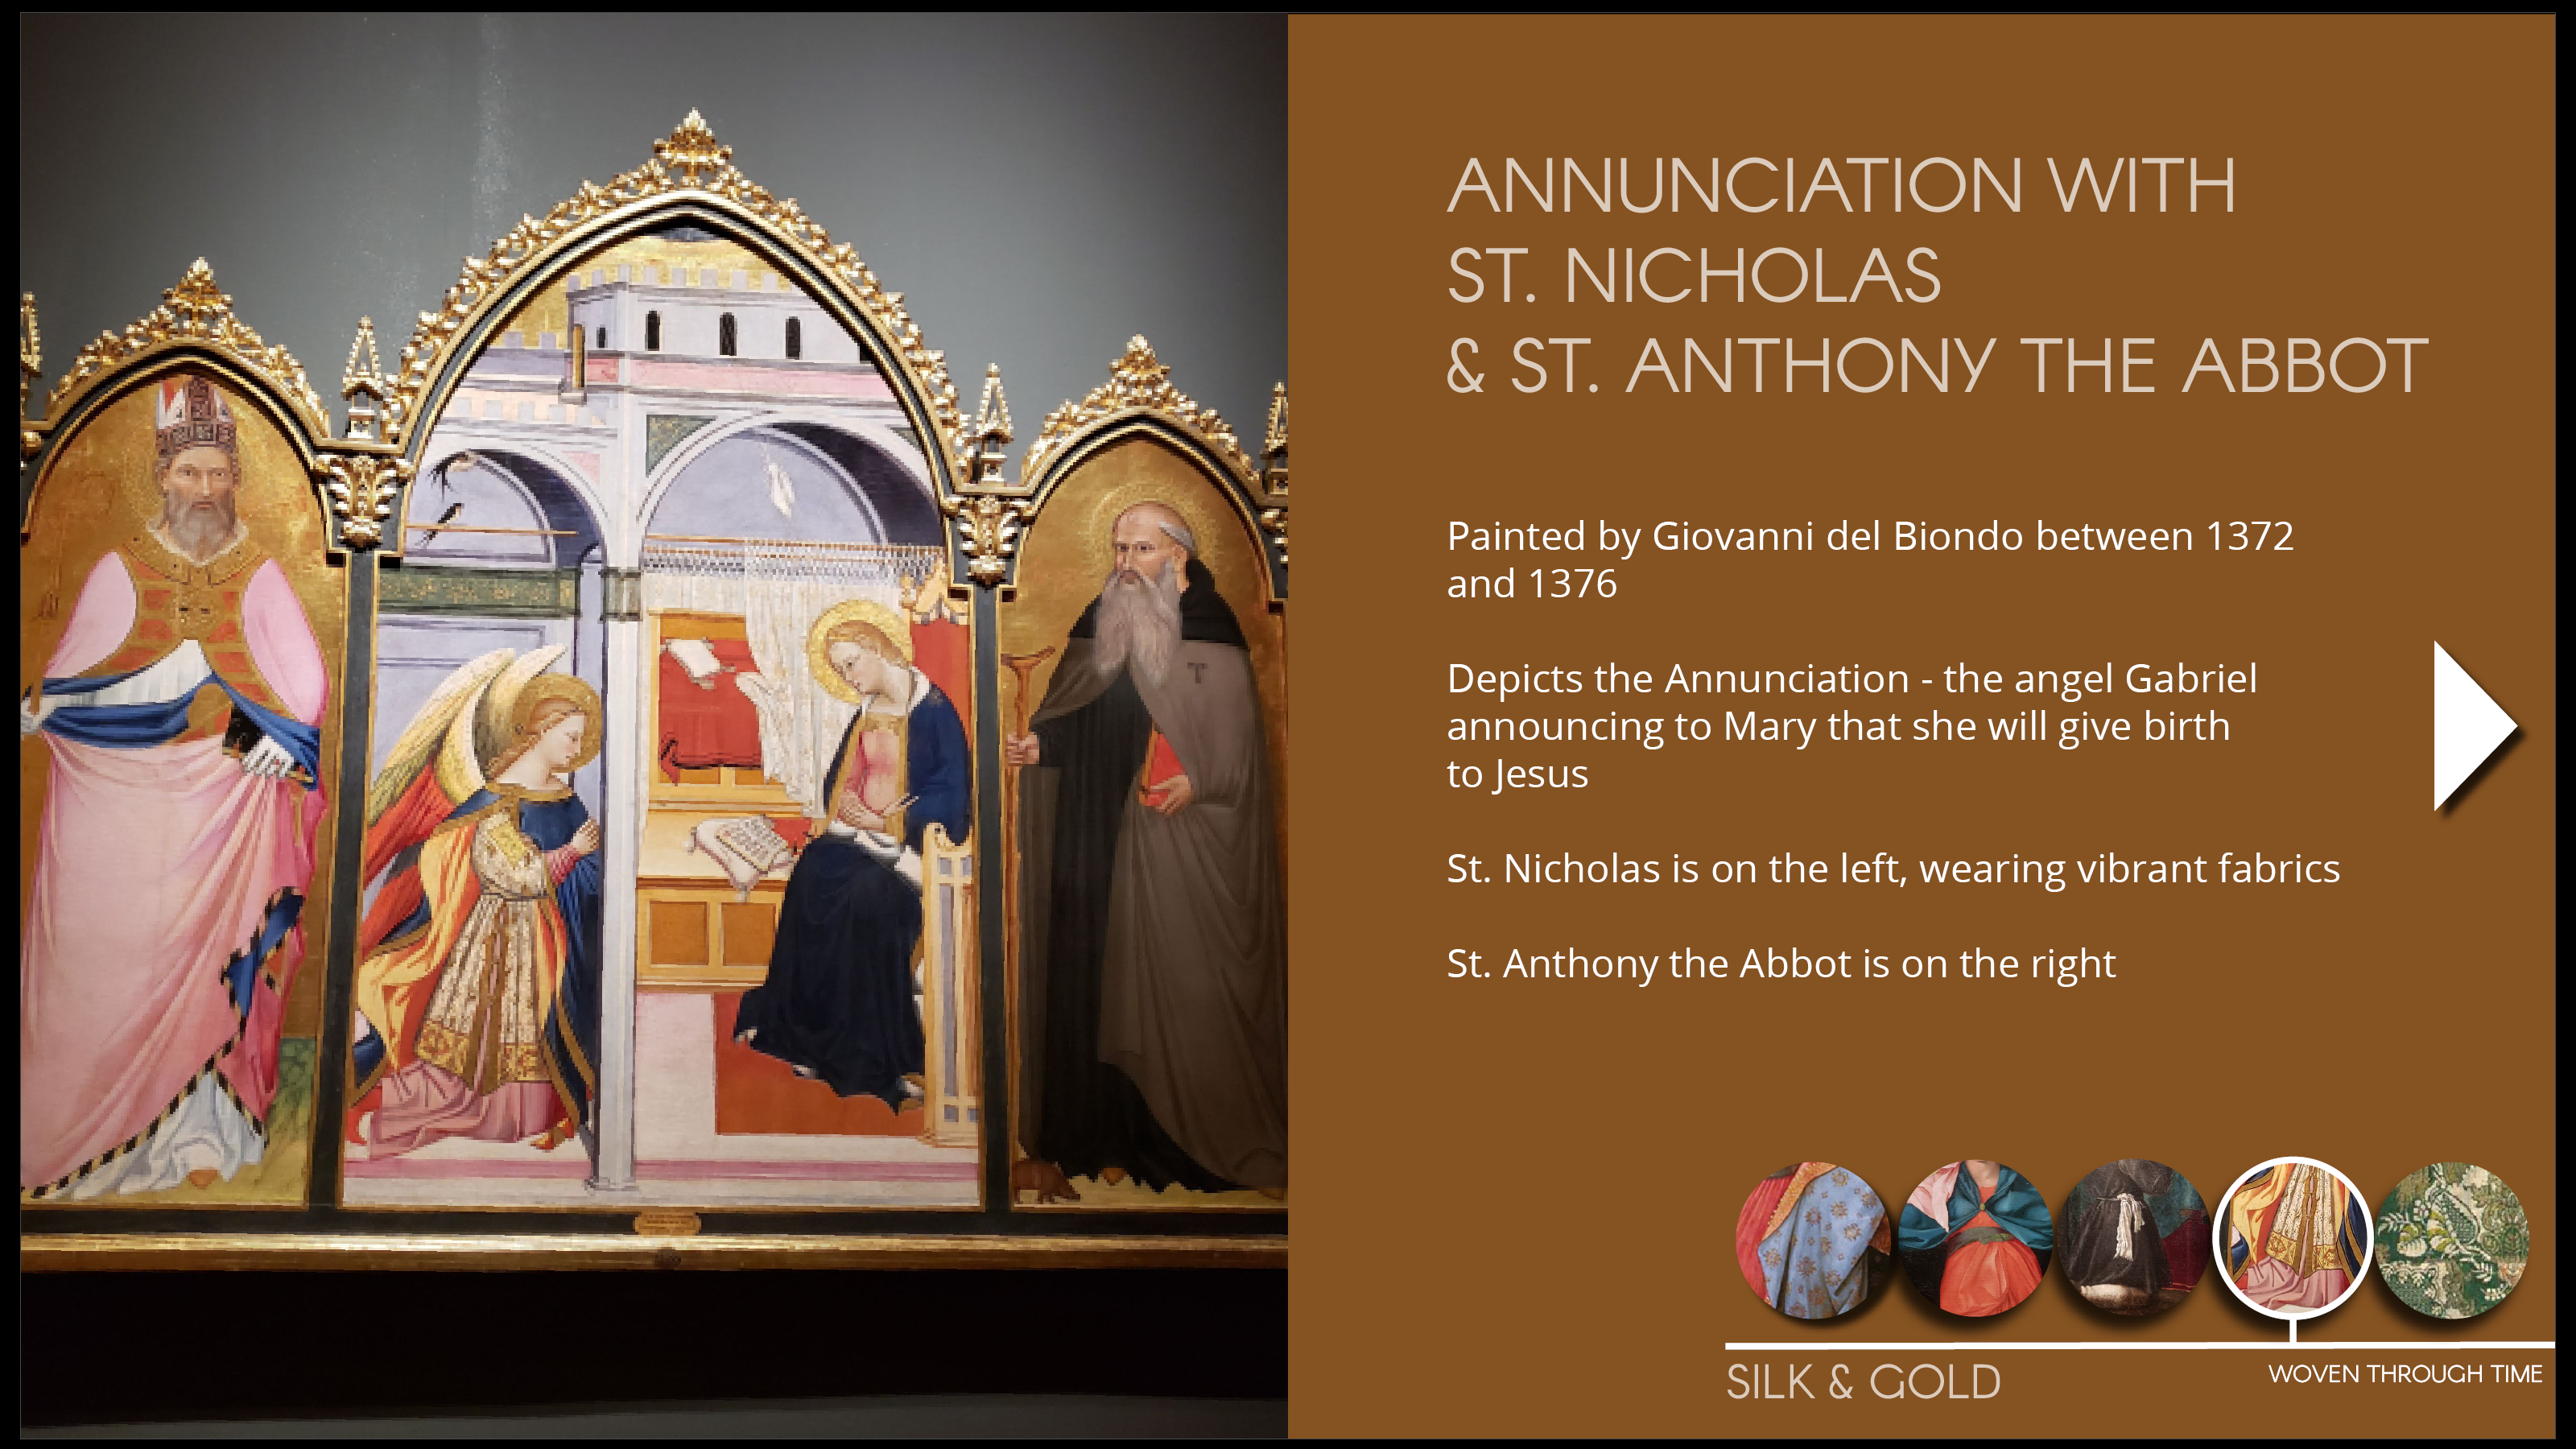 ANNUNCIATION WITH
ST. NICHOLAS
& ST. ANTHONY THE ABBOT
Painted by Giovanni del Biondo between 1372
and 1376
Depicts the Annunciation - the angel Gabriel
announcing to Mary that she will give birth
to Jesus
St. Nicholas is on the left, wearing vibrant fabrics
St. Anthony the Abbot is on the right
SILK & GOLD
WOVEN THROUGH TIME